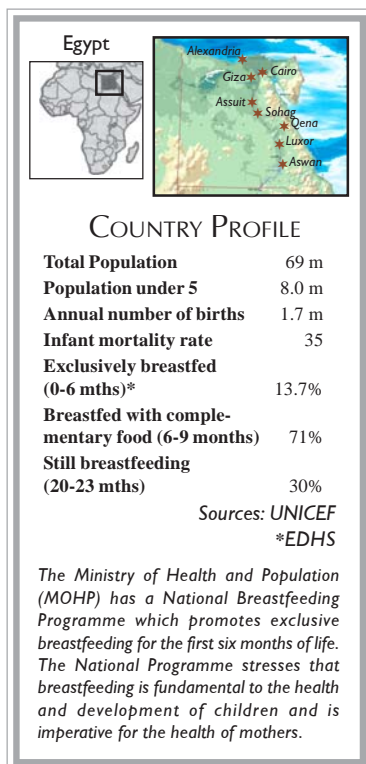 Egypt
Alexandria
Giza
Cairo
Assuit
Sohag
Qena
Luxor
Aswan
COUNTRY PROFILE
Total Population 69 m
Population under 5 8.0 m
Annual number of births 1.7 m
Infant mortality rate 35
Exclusively breastfed
(0-6 mths)* 13.7%
Breastfed with comple-
mentary food (6-9 months) 71%
Still breastfeeding
(20-23 mths) 30%
Sources: UNICEF
*EDHS
The Ministry of Health and Population
(MOHP) has a National Breastfeeding
Programme which promotes exclusive
breastfeeding for the first six months of life.
The National Programme stresses that
breastfeeding is fundamental to the health
and development of children and is
imperative for the health of mothers.